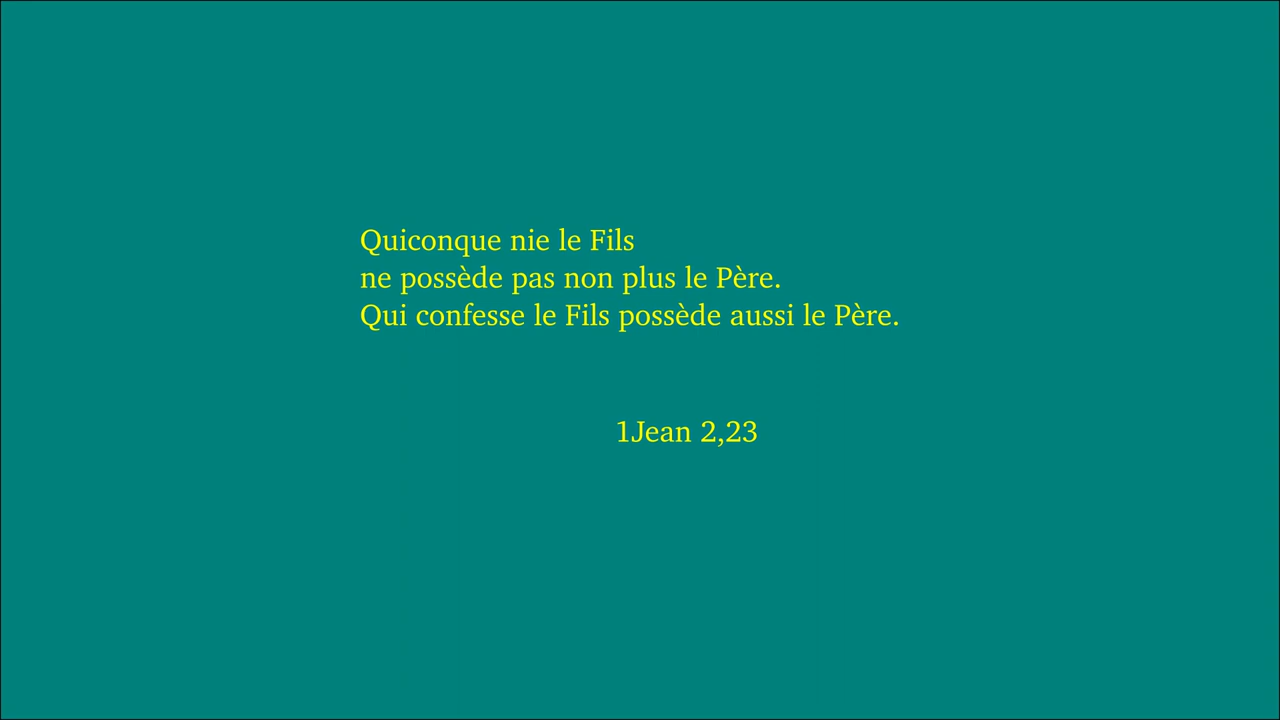 Quiconque nie le Fils
ne possède pas non plus le Père.
Qui confesse le Fils possède aussi le Père.
1Jean 2,23